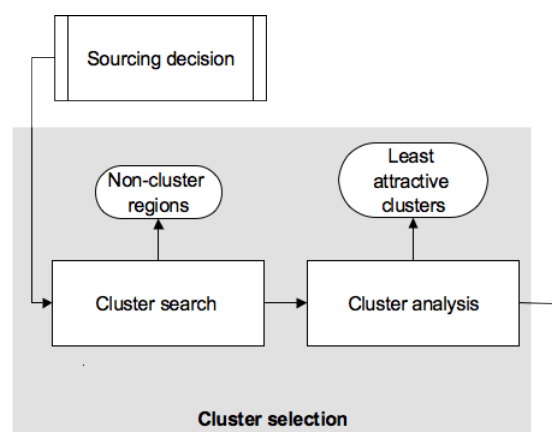 Sourcing decision
Non-cluster
regions
Least
attractive
clusters
Cluster search
Cluster analysis
Cluster selection